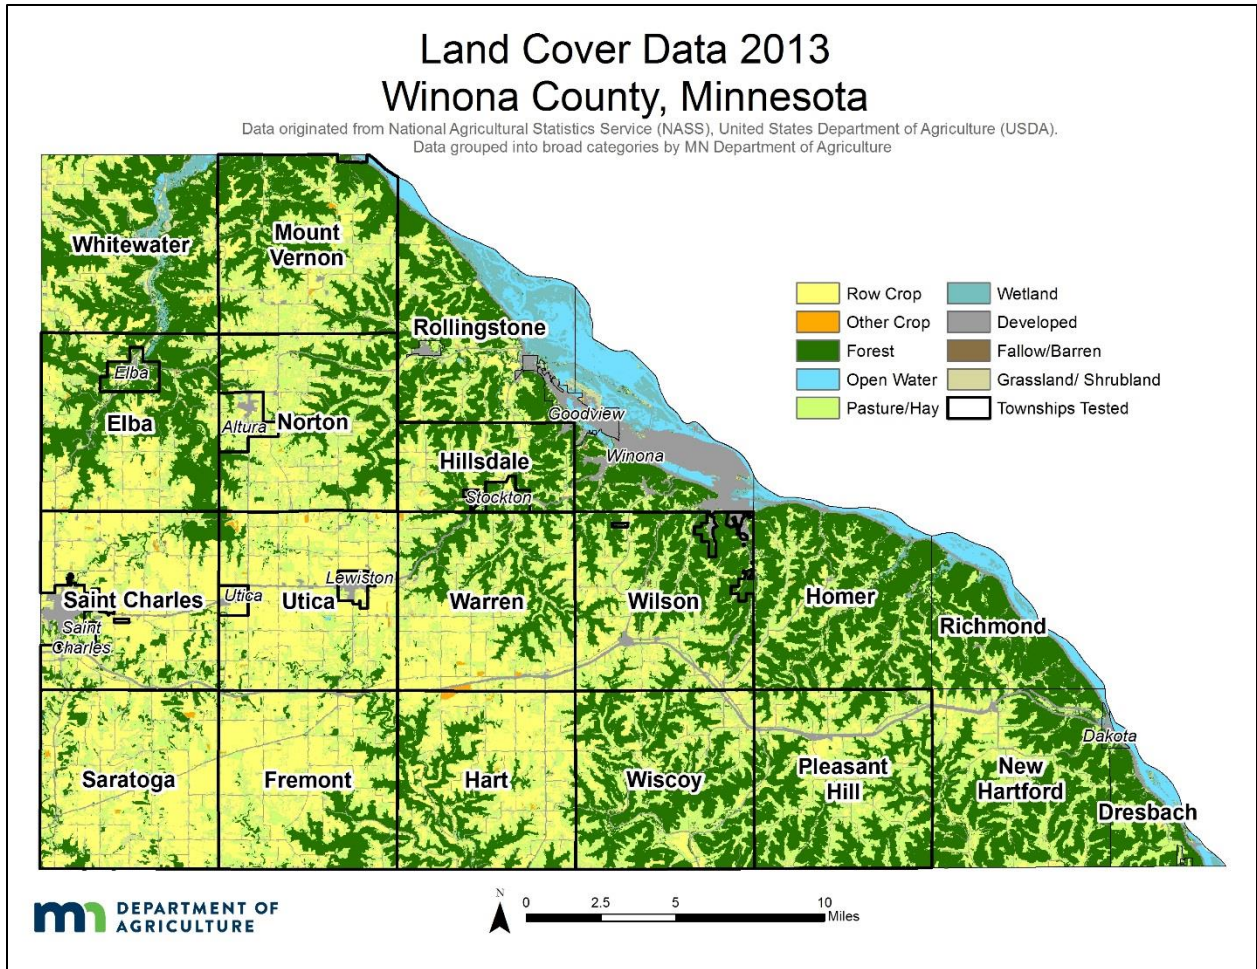 Land Cover Data 2013
Winona County, Minnesota
Data originated from National Agricultural Statistics Service (NASS), United States Department of Agriculture (USDA).
Data grouped into broad categories by MN Department of Agriculture
Whitewater
Mount
Vernon
Rollingstone
Row Crop
Other Crop
Forest
Open Water
Pasture/Hay
Wetland
Developed
Fallow/Barren
Grassland/ Shrubland
Townships Tested
Elba
Elba
Altura
Norton
Goodview
Winona
Hillsdale
Stockton
Saint Charles
Saint
Charles
Utica
Utica
Lewiston
Warren
Wilson
Homer
Richmond
Saratoga
Fremont
Hart
Wiscoy
Pleasant
Hill
New
Hartford
Dakota
Dresbach
mn DEPARTMENT OF
AGRICULTURE
N
0 2.5 5 10
Miles